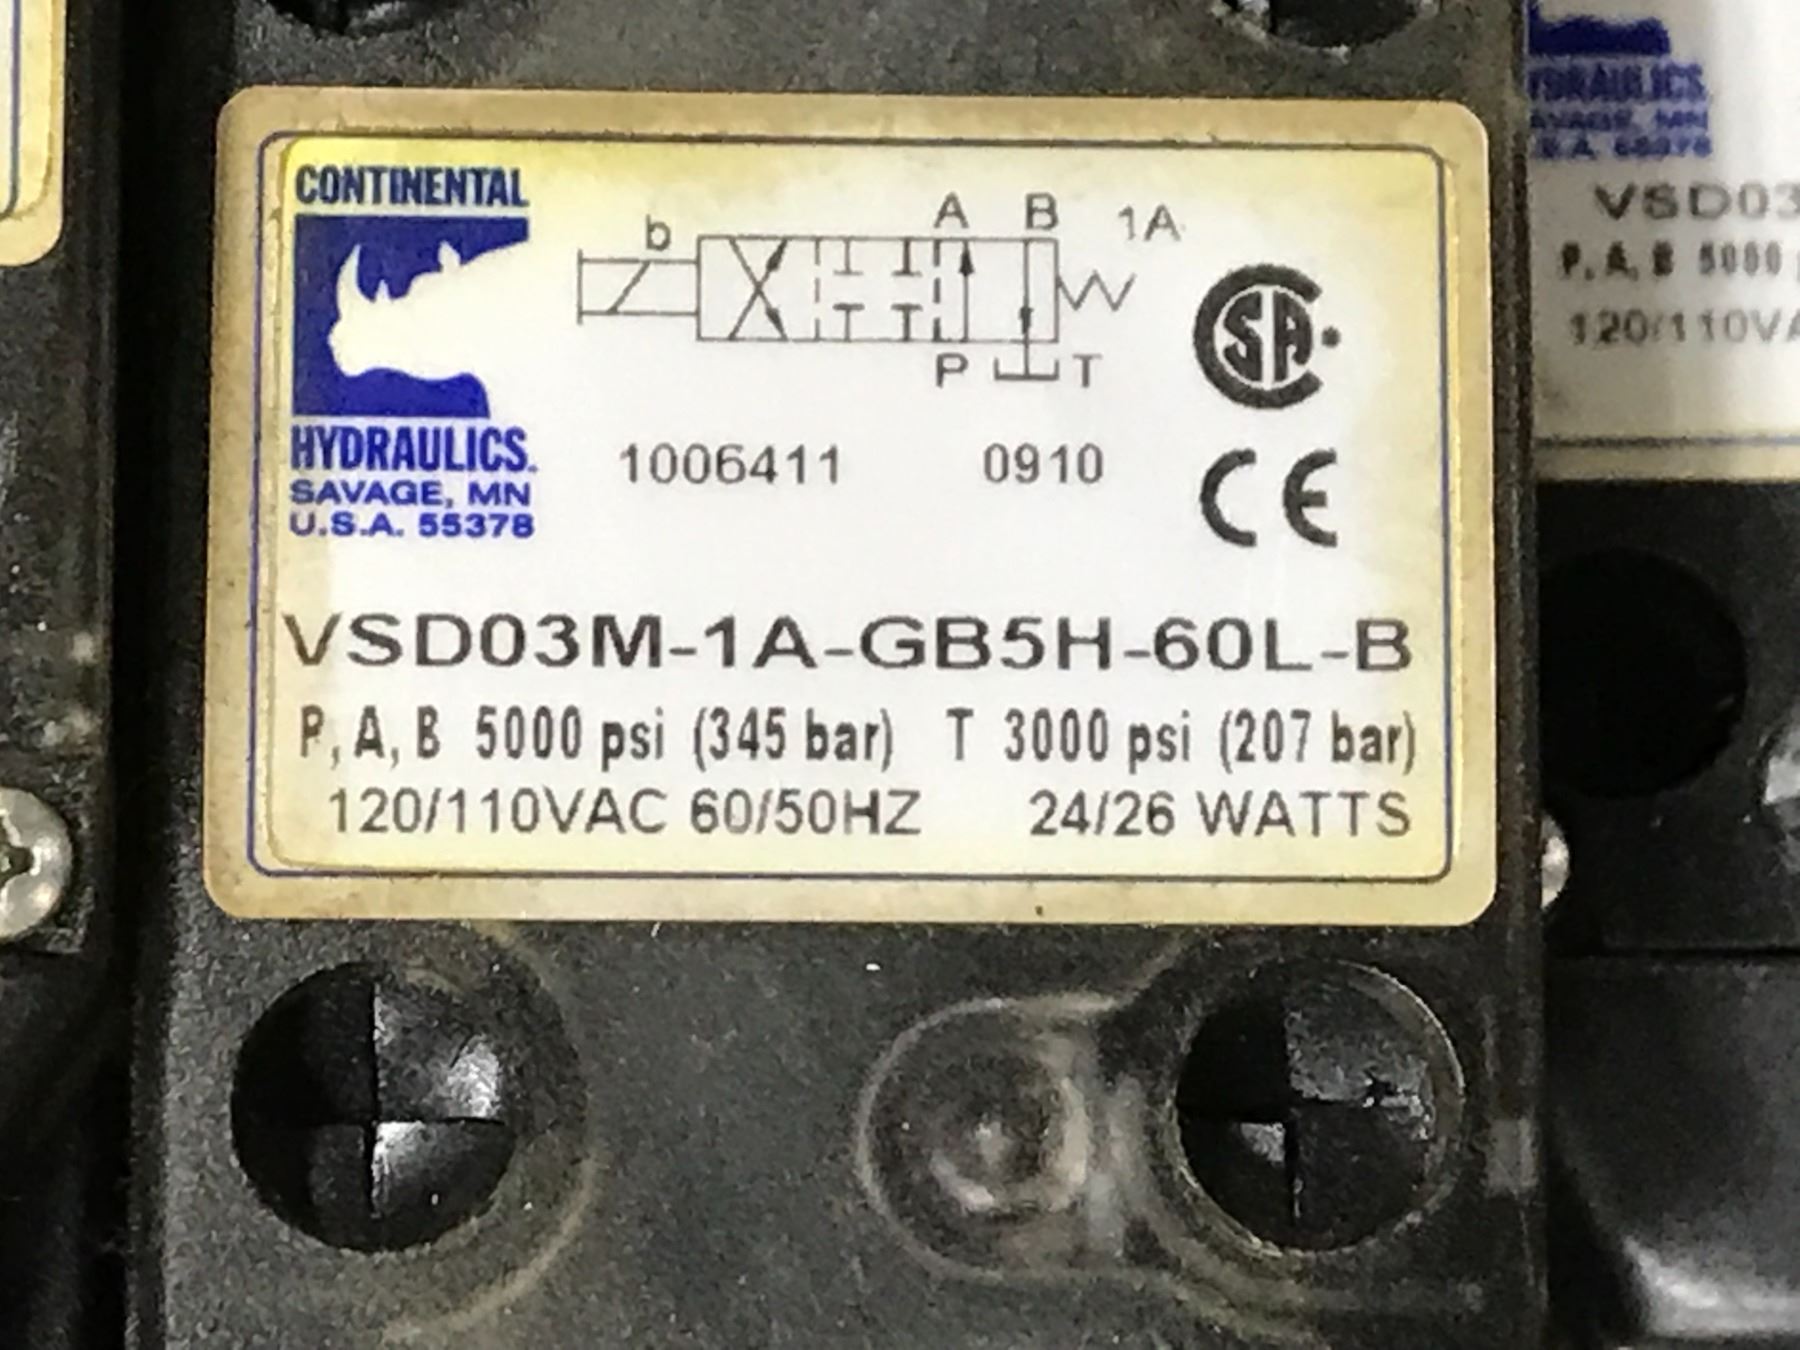 CONTINENTAL
HYDRAULICS.
SAVAGE, MN
U.S.A. 55378
b A B 1A
P T
SA
1006411 0910
CE
VSD03M-1A-GB5H-60L-B
P, A, B 5000 psi (345 bar) T 3000 psi (207 bar)
120/110VAC 60/50HZ 24/26 WATTS
VSD03
P, A, B 5000
120/110VA